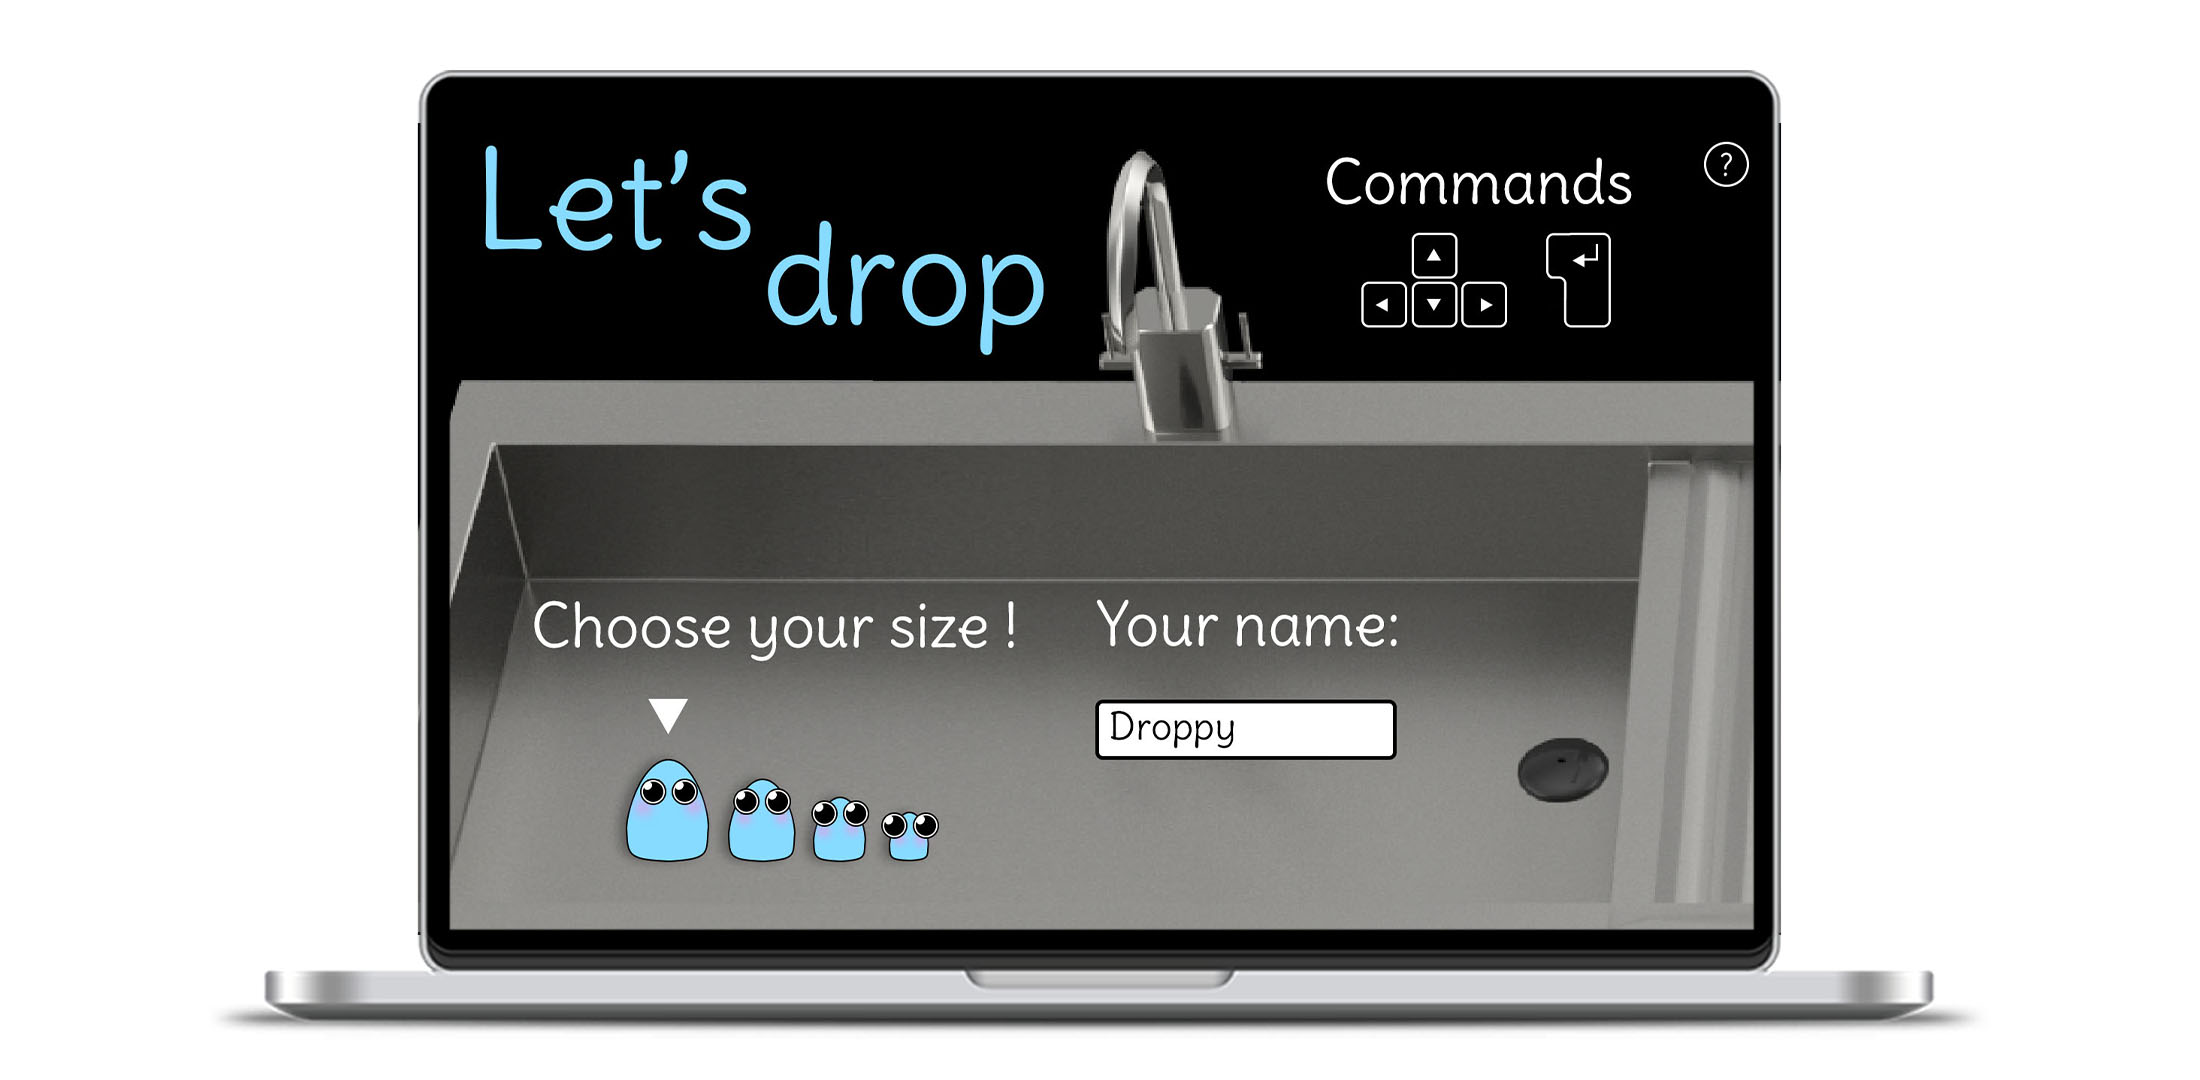 Let's
drop
Commands
?
Choose your size !
Your name:
Droppy